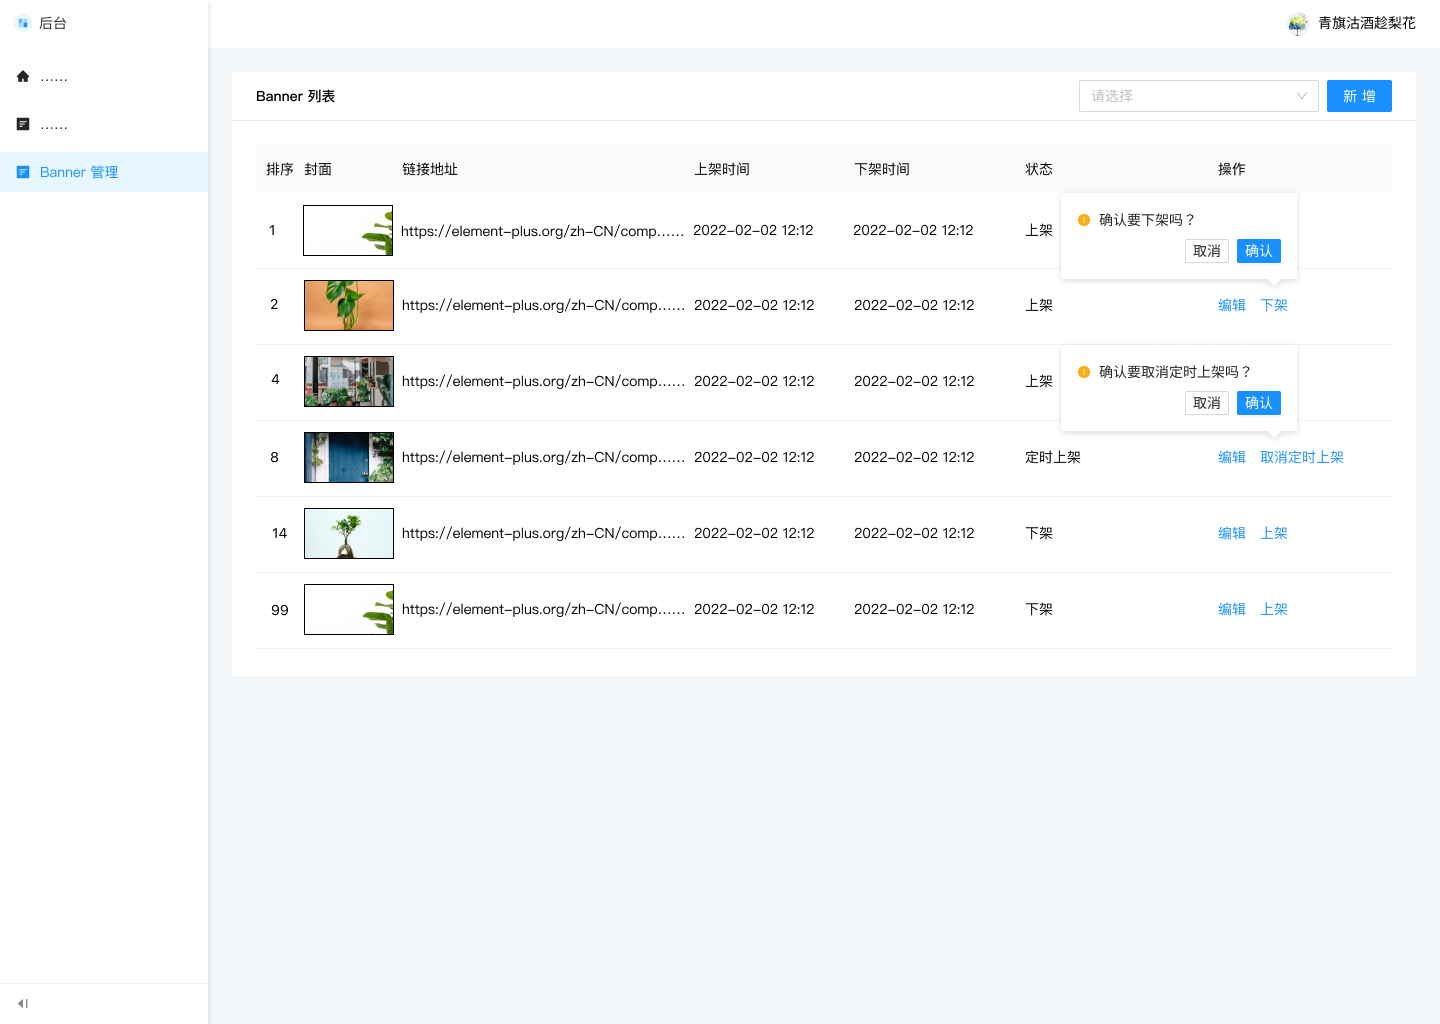 后台
青旗沽酒趁梨花
……
……
Banner 管理
Banner 列表
请选择
新 增
排序 封面 链接地址 上架时间 下架时间 状态 操作
1 https://element-plus.org/zh-CN/comp…… 2022-02-02 12:12 2022-02-02 12:12 上架
确认要下架吗？
取消 确认
2 https://element-plus.org/zh-CN/comp…… 2022-02-02 12:12 2022-02-02 12:12 上架 编辑 下架
4 https://element-plus.org/zh-CN/comp…… 2022-02-02 12:12 2022-02-02 12:12 上架
确认要取消定时上架吗？
取消 确认
8 https://element-plus.org/zh-CN/comp…… 2022-02-02 12:12 2022-02-02 12:12 定时上架 编辑 取消定时上架
14 https://element-plus.org/zh-CN/comp…… 2022-02-02 12:12 2022-02-02 12:12 下架 编辑 上架
99 https://element-plus.org/zh-CN/comp…… 2022-02-02 12:12 2022-02-02 12:12 下架 编辑 上架